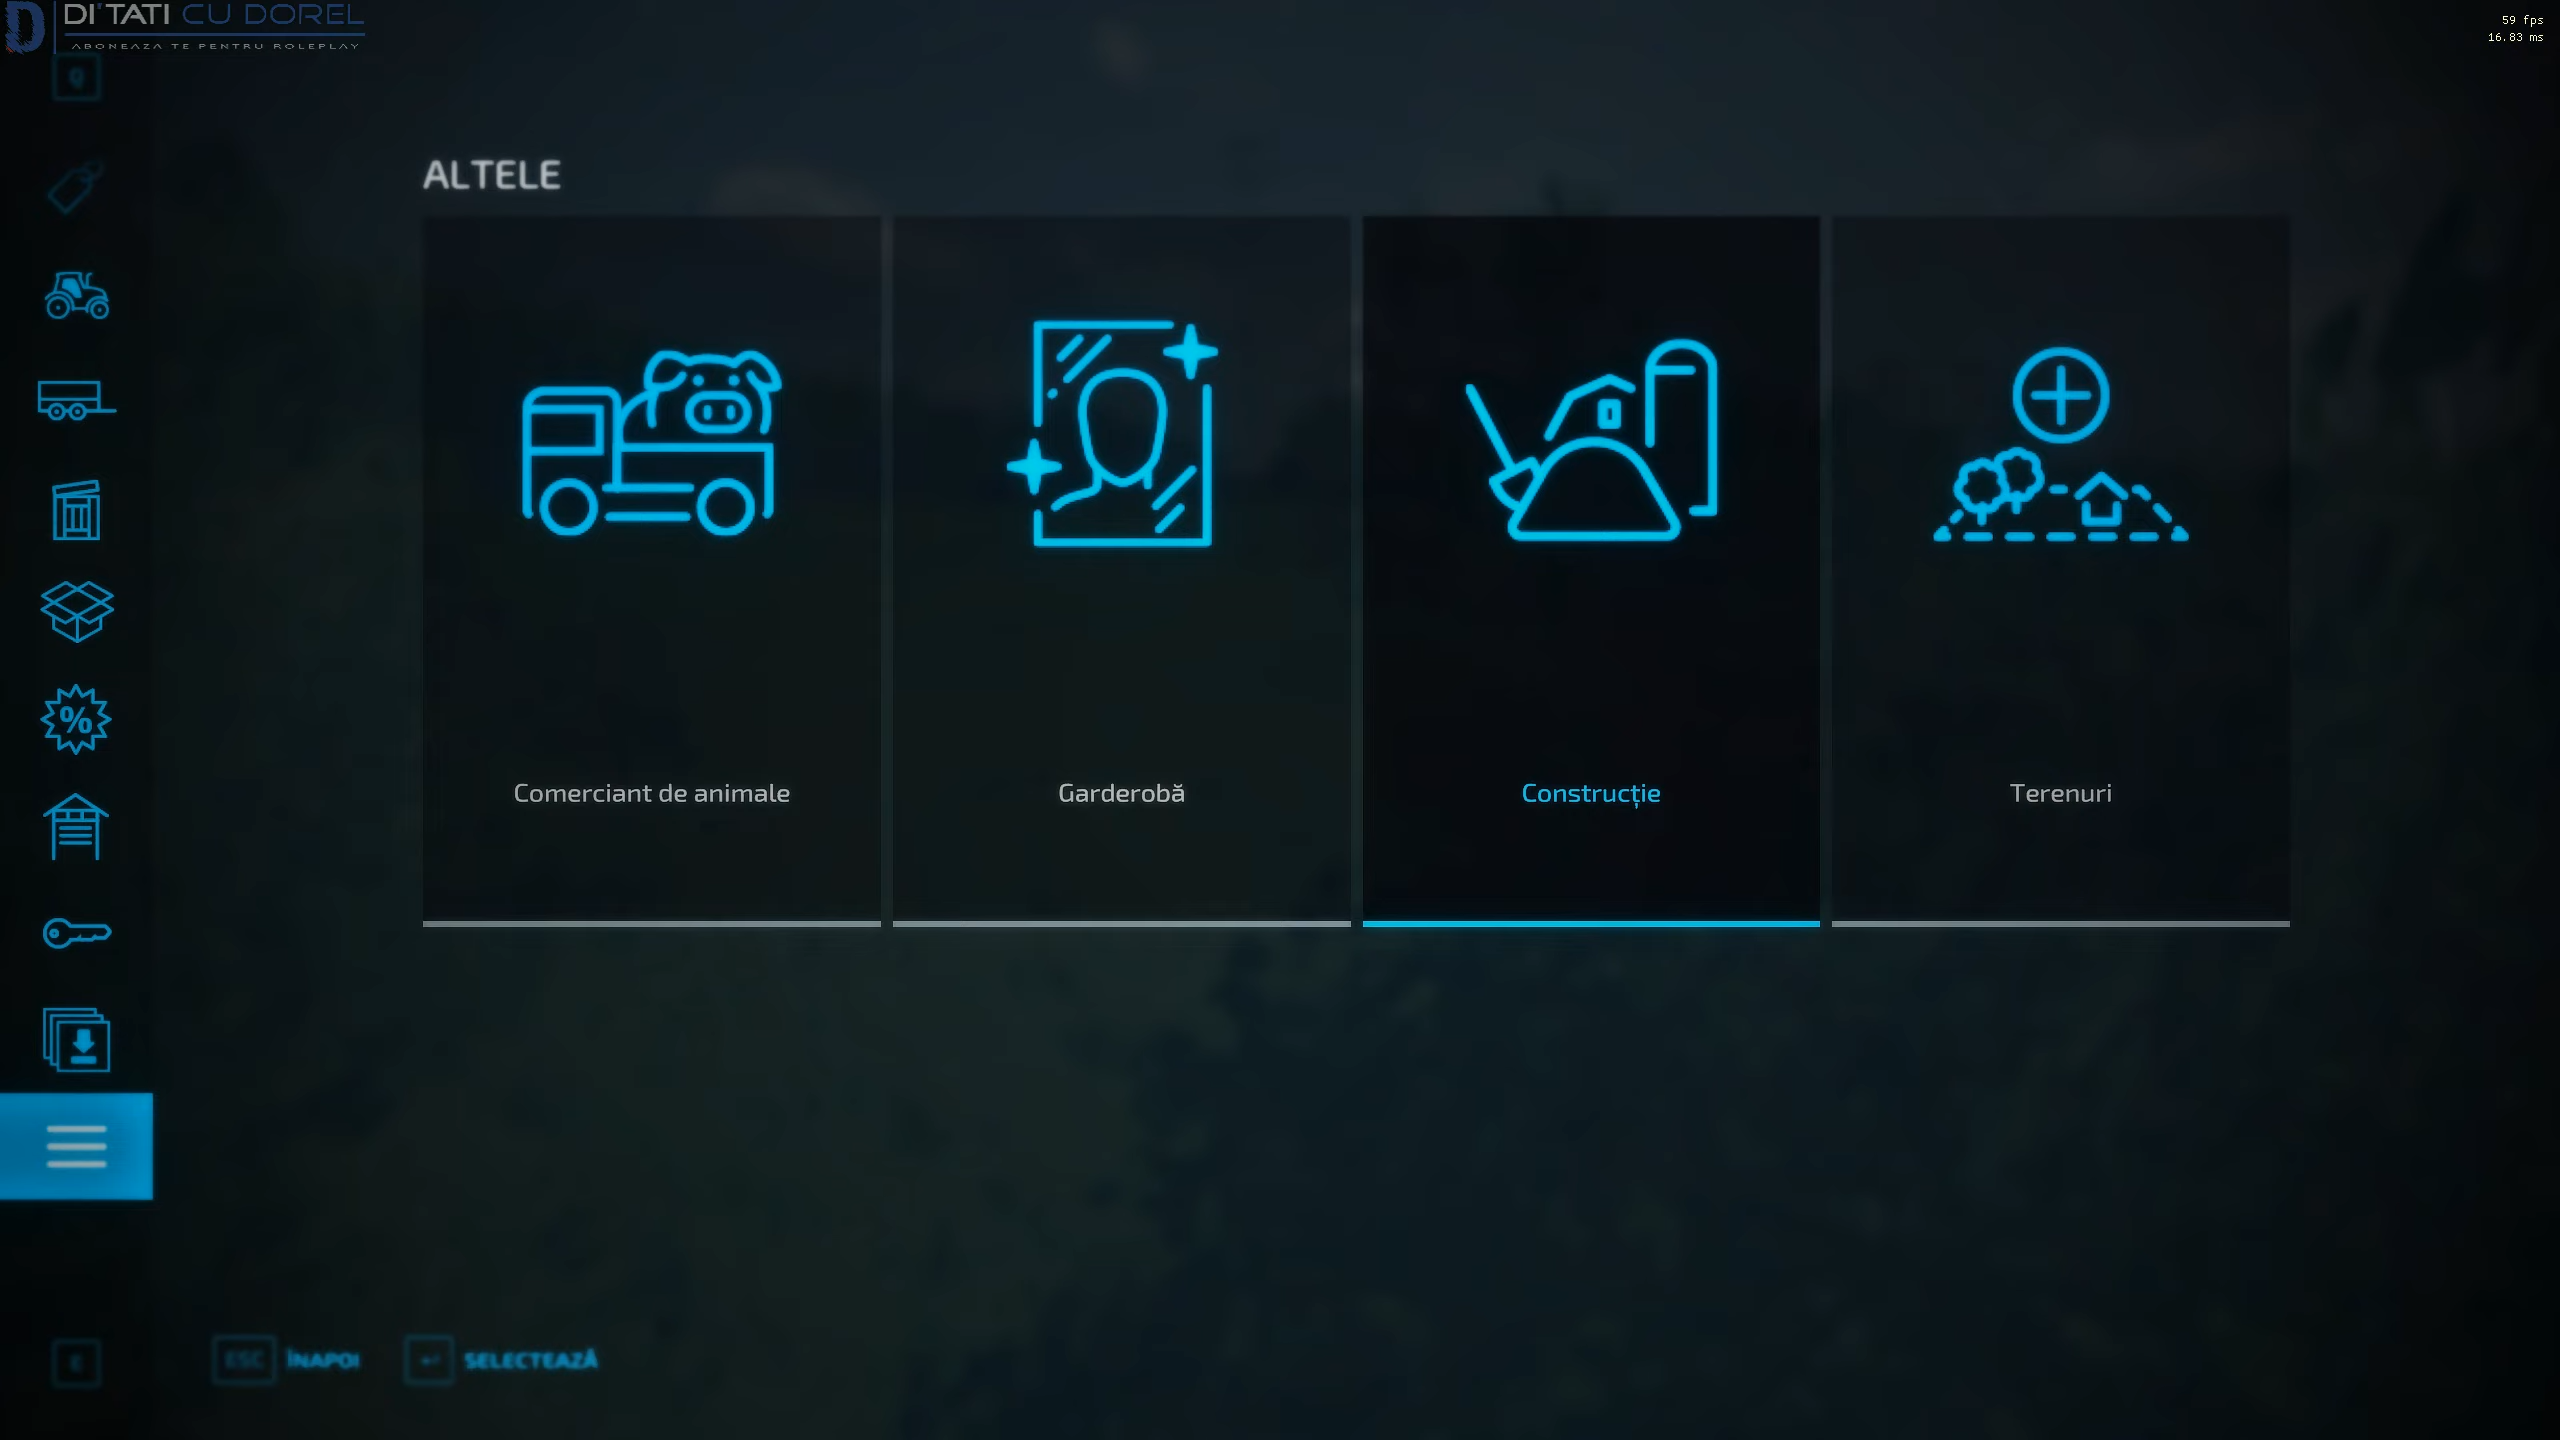 DI'TATI CU DOREL
ABONEAZA TE PENTRU ROLEPLAY
59 fps
16.83 ms
Q
ALTELE
%
Comerciant de animale
Garderobă
Construcție
Terenuri
E
ESC ÎNAPOI
SELECTEAZĂ